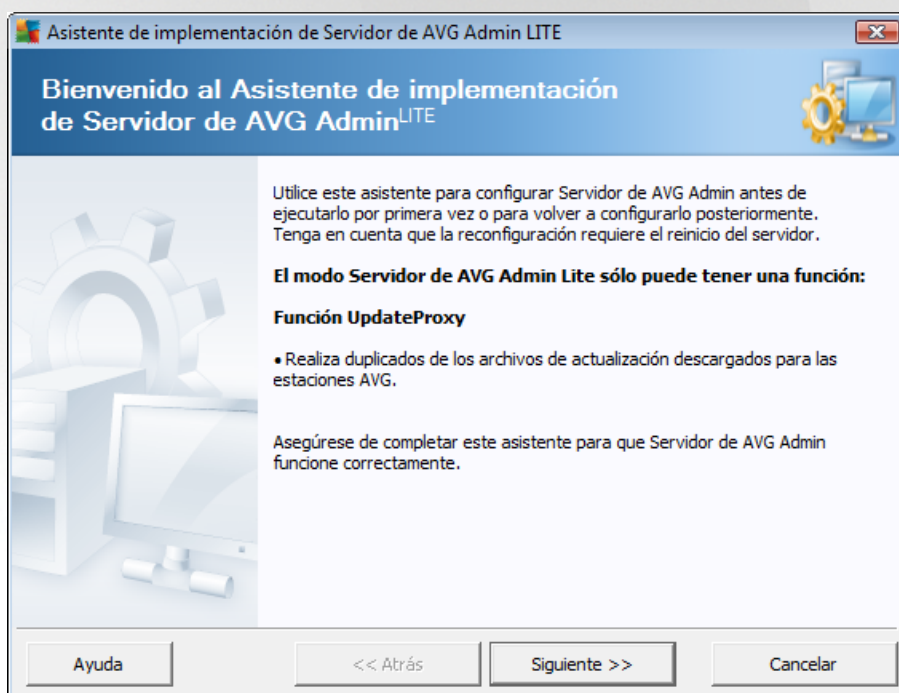 Asistente de implementación de Servidor de AVG Admin LITE
Bienvenido al Asistente de implementación
de Servidor de AVG Admin LITE
Utilice este asistente para configurar Servidor de AVG Admin antes de
ejecutarlo por primera vez o para volver a configurarlo posteriormente.
Tenga en cuenta que la reconfiguración requiere el reinicio del servidor.
El modo Servidor de AVG Admin Lite sólo puede tener una función:
Función UpdateProxy
• Realiza duplicados de los archivos de actualización descargados para las
estaciones AVG.
Asegúrese de completar este asistente para que Servidor de AVG Admin
funcione correctamente.
Ayuda
<< Atrás
Siguiente >>
Cancelar